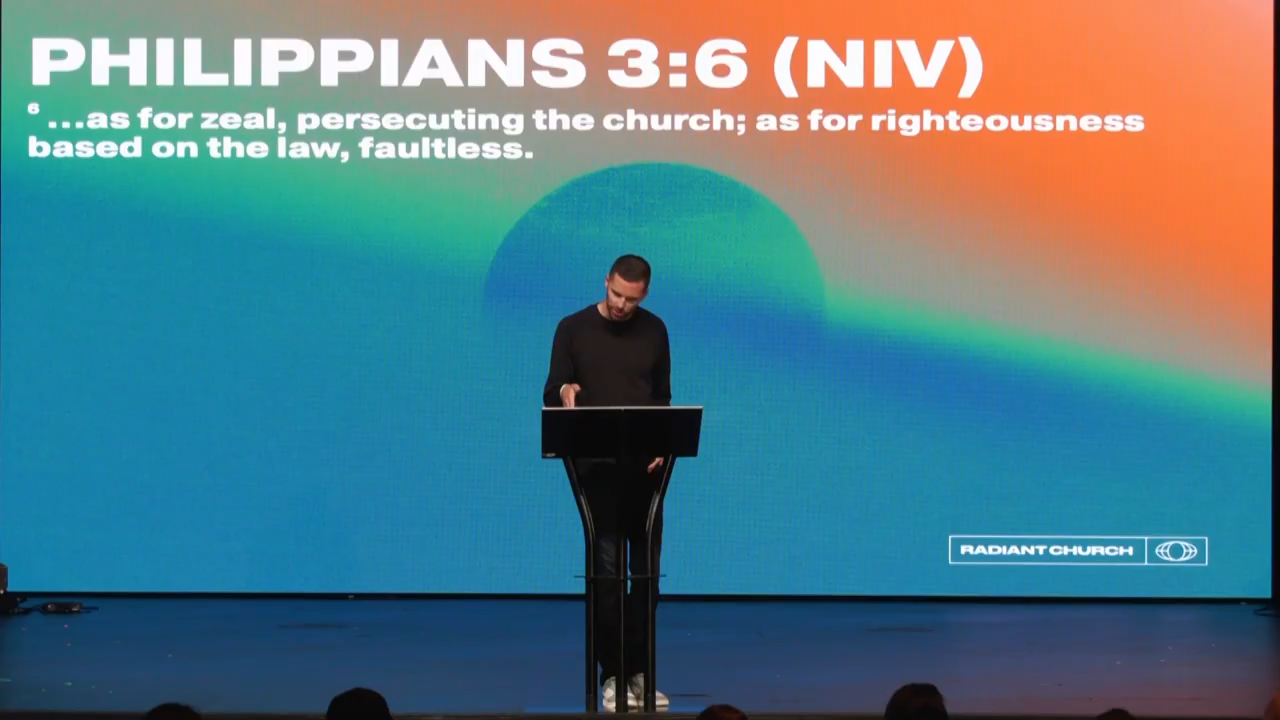 PHILIPPIANS 3:6 (NIV)
⁶ ...as for zeal, persecuting the church; as for righteousness
based on the law, faultless.
RADIANT CHURCH